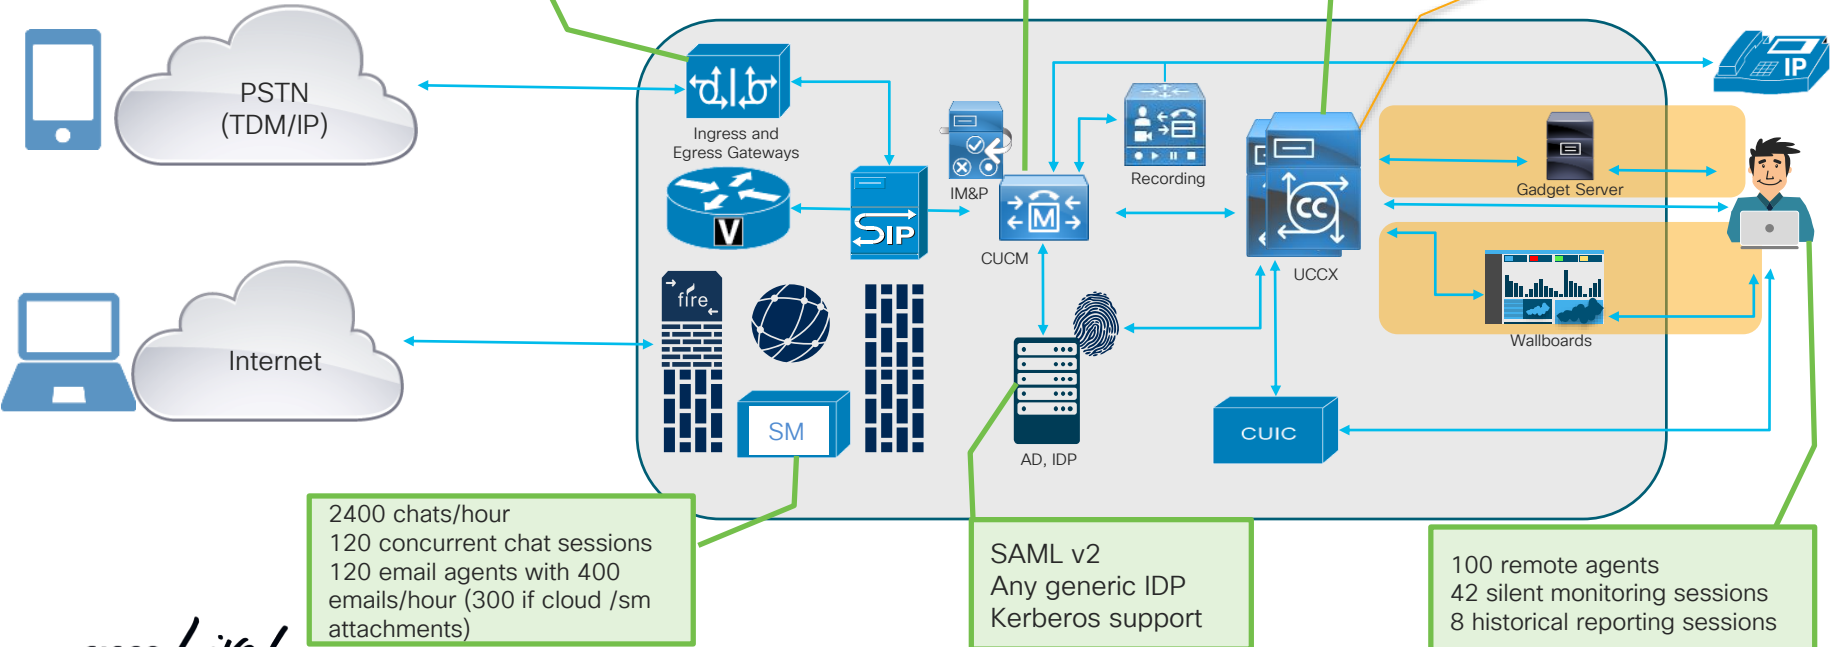 PSTN
(TDM/IP)
Ingress and
Egress Gateways
IM&P
Recording
IP
Gadget Server
V
SIP
M
CC
CUCM
UCCX
fire
Internet
Wallboards
SM
CUIC
AD, IDP
2400 chats/hour
120 concurrent chat sessions
120 email agents with 400
emails/hour (300 if cloud /sm
attachments)
SAML v2
Any generic IDP
Kerberos support
100 remote agents
42 silent monitoring sessions
8 historical reporting sessions